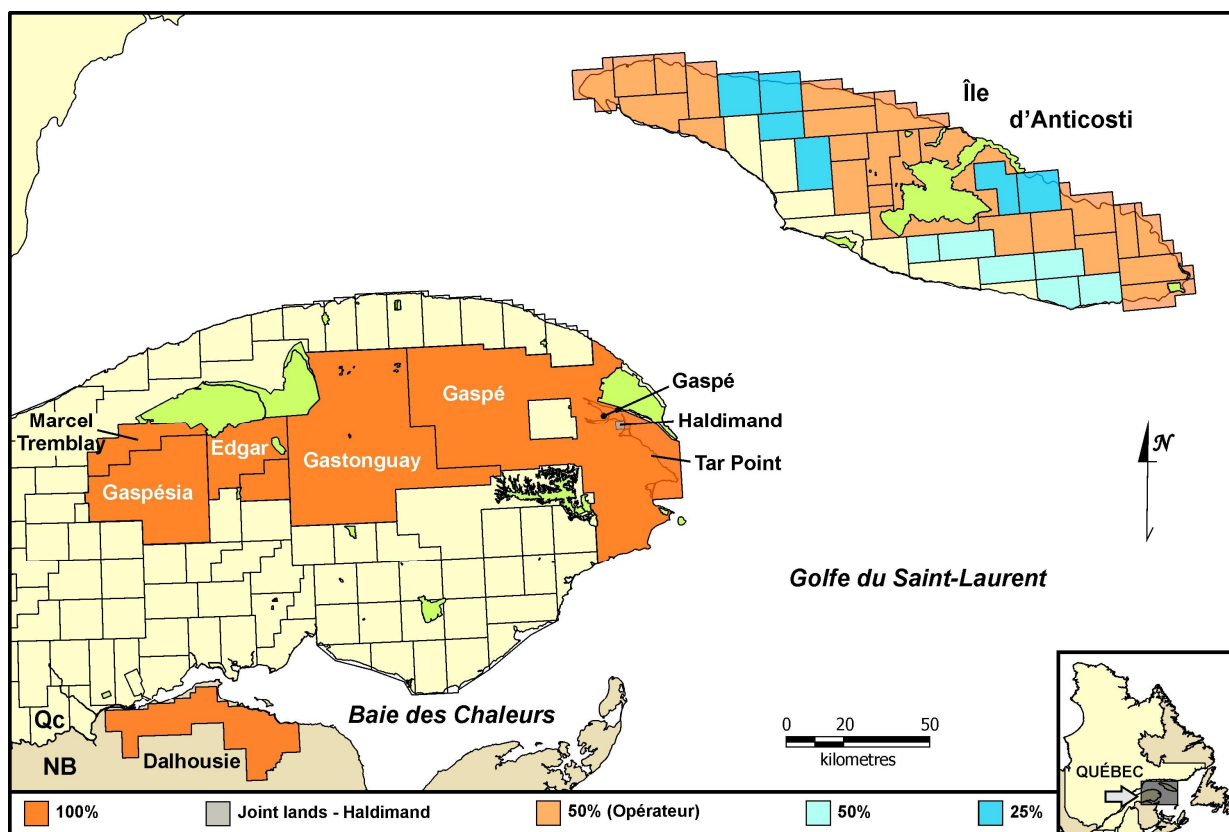 Île
d'Anticosti
Gaspé
Gaspé
Haldimand
Marcel
Tremblay
Edgar
Gastonguay
Tar Point
Gaspésia
N
Golfe du Saint-Laurent
Baie des Chaleurs
Qc
NB
Dalhousie
0 20 50
kilometres
QUÉBEC
100%
Joint lands - Haldimand
50% (Opérateur)
50%
25%